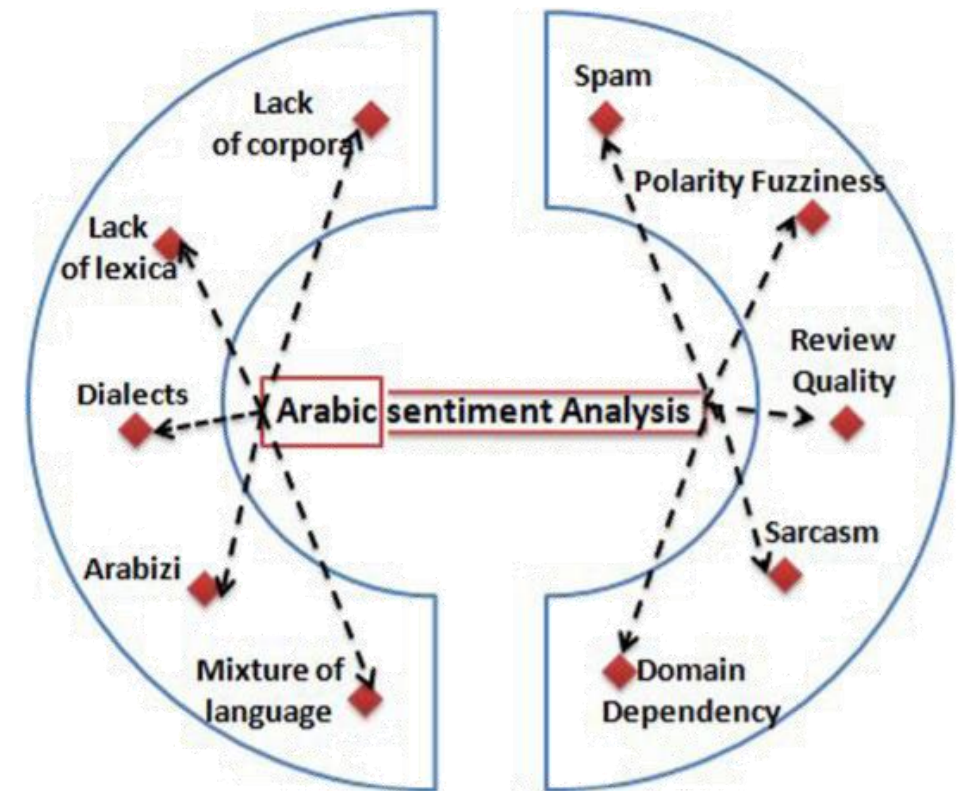 Lack
of corpora
Lack
of lexica
Dialects
Arabizi
Mixture of
language
Arabic sentiment Analysis
Spam
Polarity Fuzziness
Review
Quality
Sarcasm
Domain
Dependency